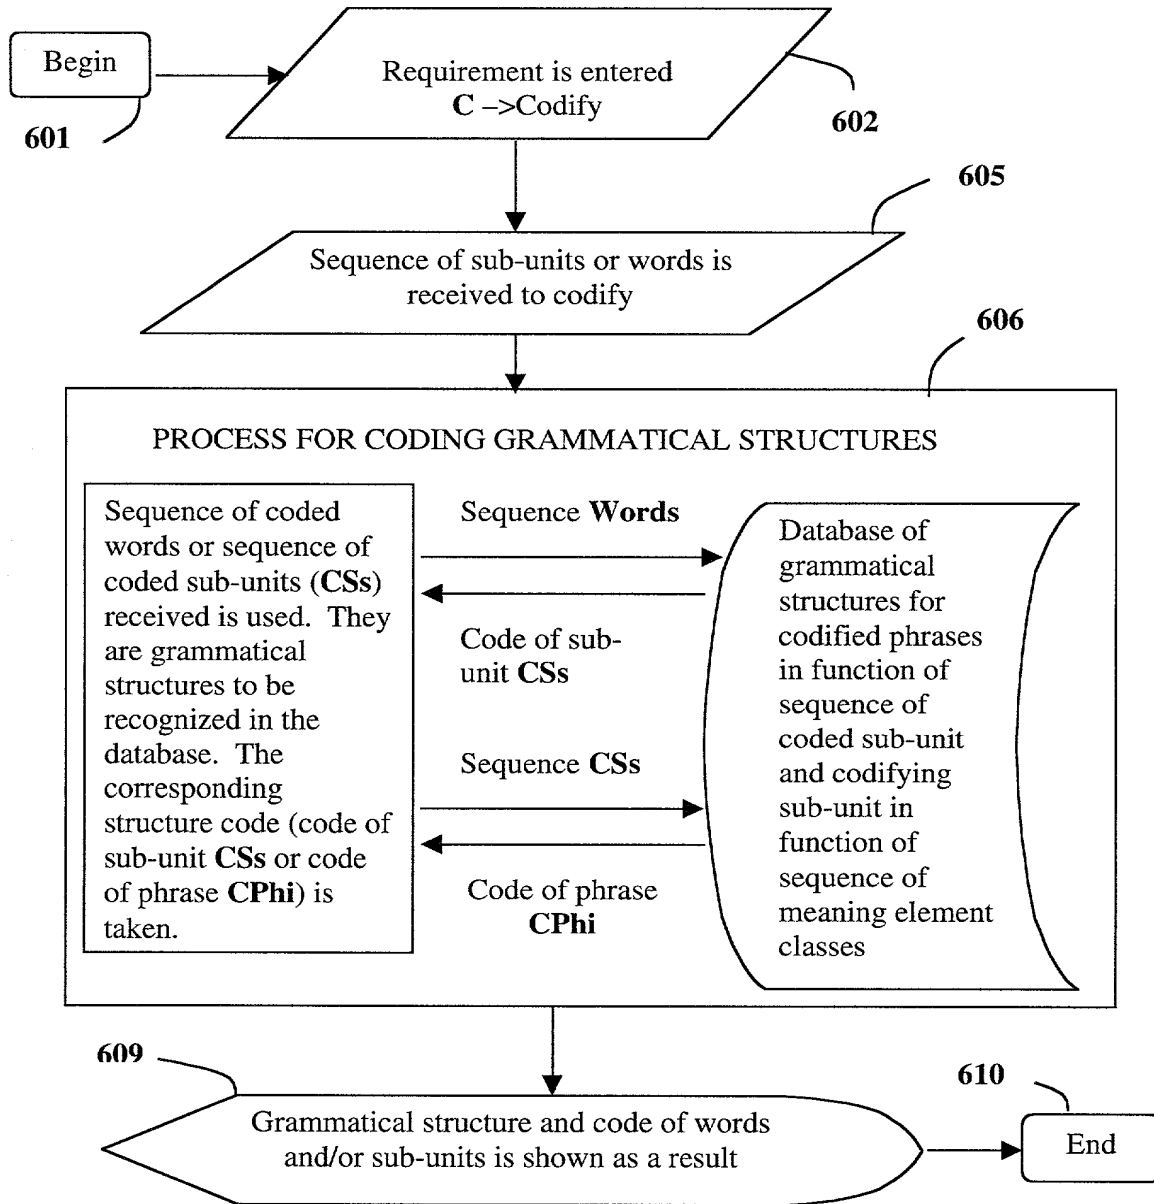 Begin
601
Requirement is entered
C –>Codify
602
605
Sequence of sub-units or words is
received to codify
606
PROCESS FOR CODING GRAMMATICAL STRUCTURES
Sequence of coded
words or sequence of
coded sub-units (CSs)
received is used.  They
are grammatical
structures to be
recognized in the
database.  The
corresponding
structure code (code of
sub-unit CSs or code
of phrase CPhi) is
taken.
Sequence Words
Code of sub-
unit CSs
Sequence CSs
Code of phrase
CPhi
Database of
grammatical
structures for
codified phrases
in function of
sequence of
coded sub-unit
and codifying
sub-unit in
function of
sequence of
meaning element
classes
609
Grammatical structure and code of words
and/or sub-units is shown as a result
610
End